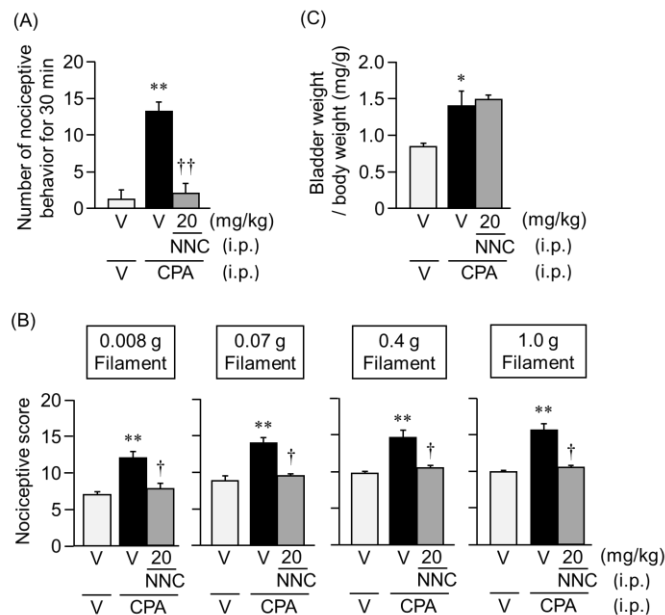 (A)
Number of nociceptive
behavior for 30 min
20
15
10
5
0
**
††
V V 20 (mg/kg)
NNC (i.p.)
V CPA (i.p.)
(C)
Bladder weight
/ body weight (mg/g)
2.0
1.5
1.0
0.5
0.0
*
V V 20 (mg/kg)
NNC (i.p.)
V CPA (i.p.)
(B)
0.008 g
Filament
0.07 g
Filament
0.4 g
Filament
1.0 g
Filament
Nociceptive score
20
15
10
5
0
** † ** † ** † ** †
V V 20 V V 20 V V 20 V V 20 (mg/kg)
NNC NNC NNC NNC (i.p.)
V CPA V CPA V CPA V CPA (i.p.)